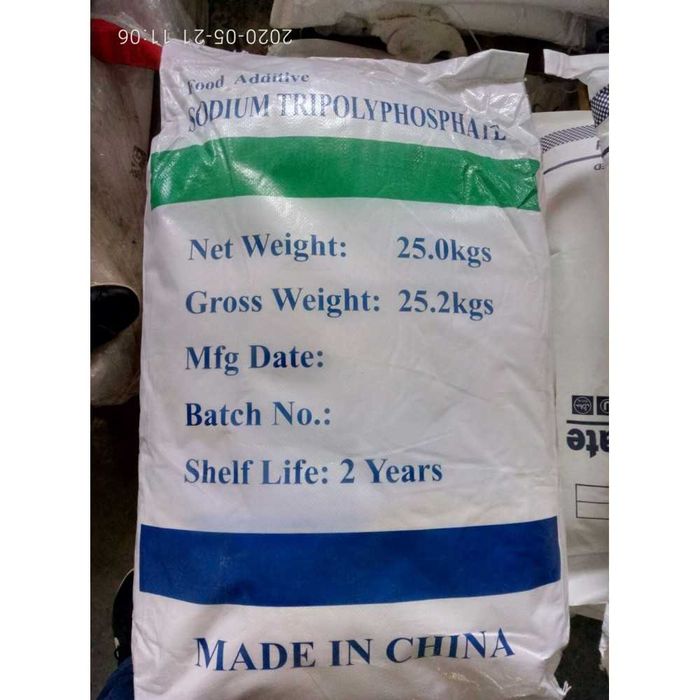 2020-05-21 11:06
Food Additive
SODIUM TRIPOLYPHOSPHATE
Net Weight: 25.0kgs
Gross Weight: 25.2kgs
Mfg Date:
Batch No.:
Shelf Life: 2 Years
MADE IN CHINA
ate